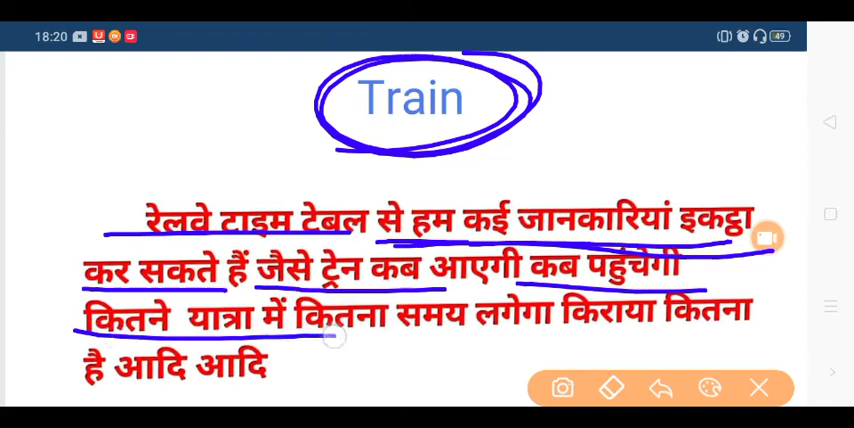 18:20
49
Train
रेलवे टाइम टेबल से हम कई जानकारियां इकट्ठा
कर सकते हैं जैसे ट्रेन कब आएगी कब पहुंचेगी
कितने यात्रा में कितना समय लगेगा किराया कितना
है आदि आदि